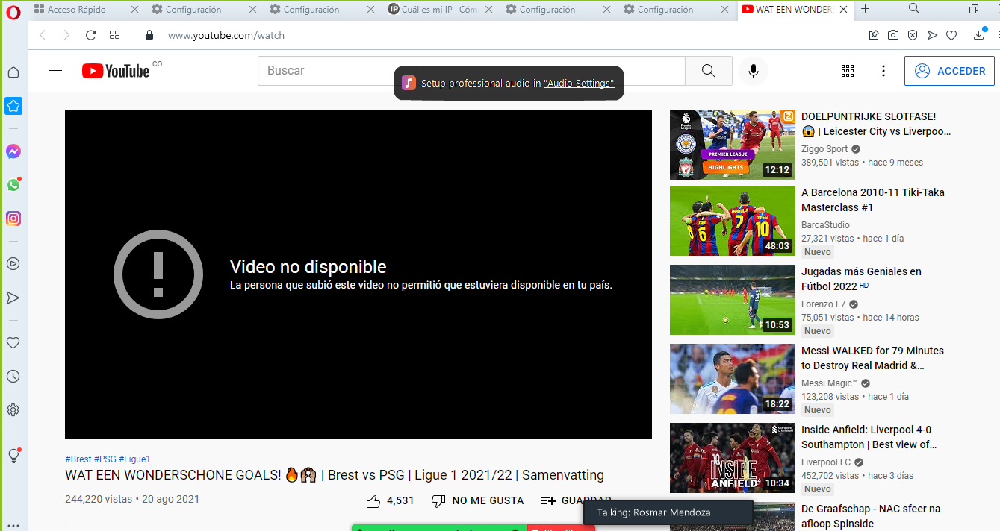 Acceso Rápido
Configuración
Configuración
Cuál es mi IP | Cóm
Configuración
Configuración
WAT EEN WONDERS
www.youtube.com/watch
YouTube CO
Buscar
Setup professional audio in "Audio Settings"
ACCEDER
Video no disponible
La persona que subió este video no permitió que estuviera disponible en tu país.
#Brest #PSG #Ligue1
WAT EEN WONDERSCHONE GOALS! 🔥🙌 | Brest vs PSG | Ligue 1 2021/22 | Samenvatting
244,220 vistas • 20 ago 2021
4,531
NO ME GUSTA
GUARDAR
Talking: Rosmar Mendoza
PREMIER LEAGUE
HIGHLIGHTS
12:12
DOELPUNTRIJKE SLOTFASE!
😱 | Leicester City vs Liverpoo...
Ziggo Sport
389,501 vistas • hace 9 meses
48:03
A Barcelona 2010-11 Tiki-Taka
Masterclass #1
BarcaStudio
27,321 vistas • hace 1 día
Nuevo
10:53
Jugadas más Geniales en
Fútbol 2022 ᴴᴰ
Lorenzo F7
75,051 vistas • hace 14 horas
Nuevo
18:22
Messi WALKED for 79 Minutes
to Destroy Real Madrid &...
Messi Magic™
123,208 vistas • hace 1 día
Nuevo
INSIDE
ANFIELD
10:34
Inside Anfield: Liverpool 4-0
Southampton | Best view of...
Liverpool FC
452,702 vistas • hace 3 días
Nuevo
De Graafschap - NAC sfeer na
afloop Spinside